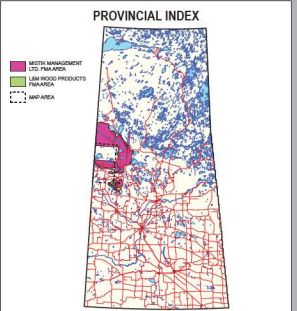 PROVINCIAL INDEX
MISTIK MANAGEMENT
LTD. FMA AREA
L&M WOOD PRODUCTS
FMA AREA
MAP AREA